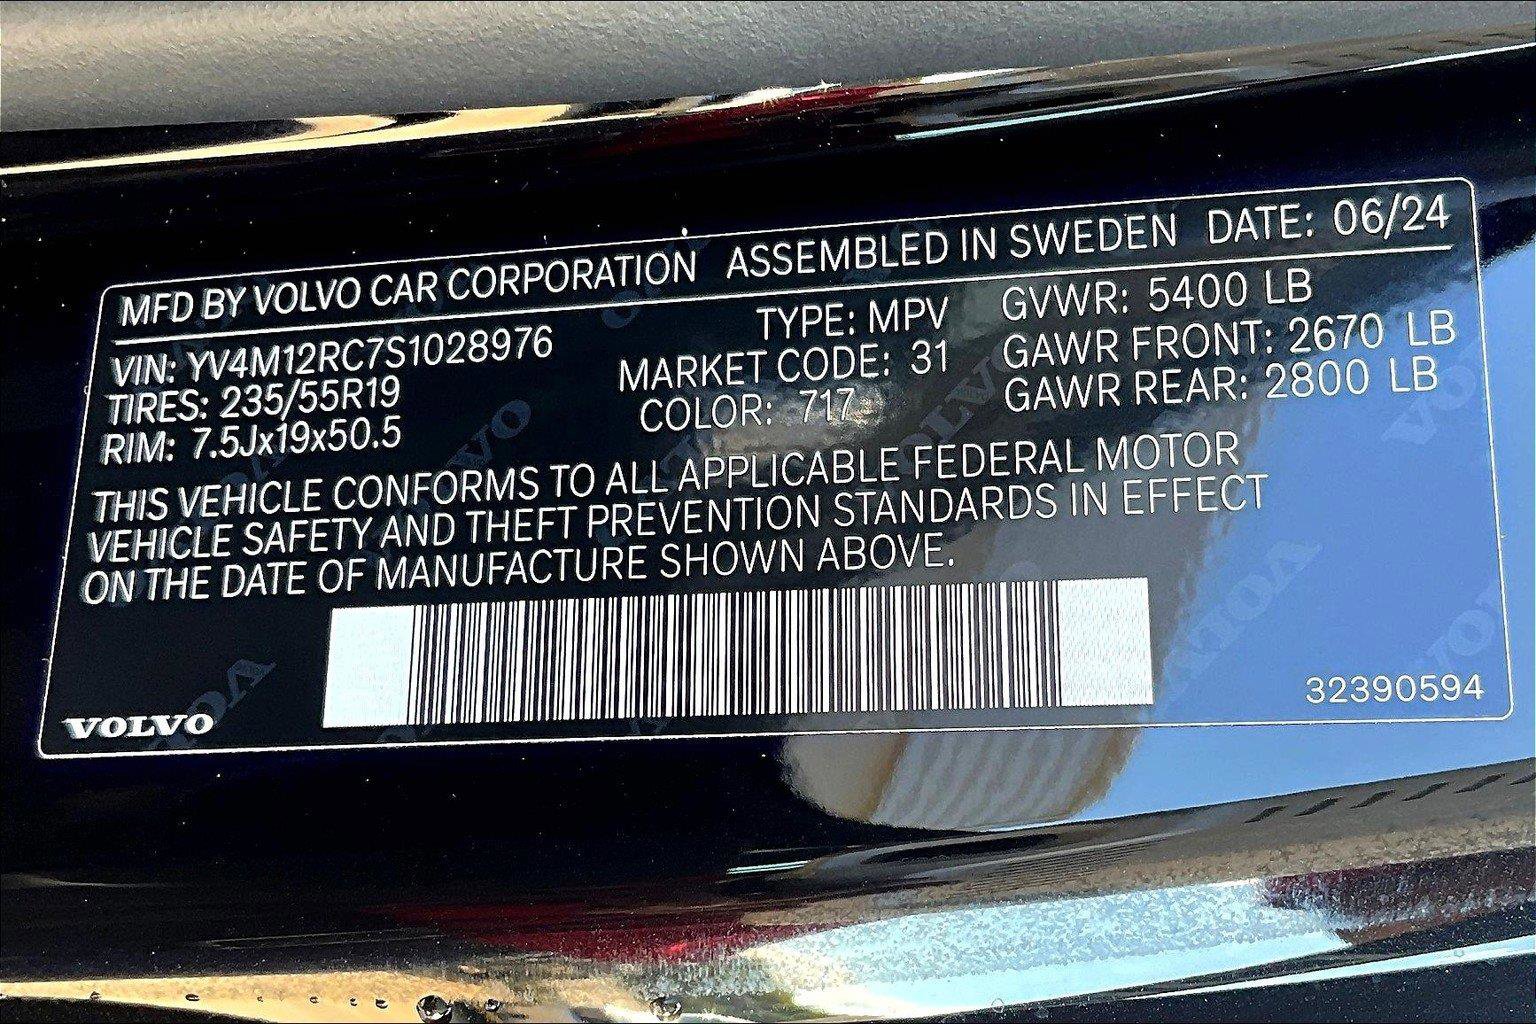 MFD BY VOLVO CAR CORPORATION ASSEMBLED IN SWEDEN DATE: 06/24
VIN: YV4M12RC7S1028976
TIRES: 235/55R19
RIM: 7.5Jx19x50.5
TYPE: MPV
MARKET CODE: 31
COLOR: 717
GVWR: 5400 LB
GAWR FRONT: 2670 LB
GAWR REAR: 2800 LB
THIS VEHICLE CONFORMS TO ALL APPLICABLE FEDERAL MOTOR
VEHICLE SAFETY AND THEFT PREVENTION STANDARDS IN EFFECT
ON THE DATE OF MANUFACTURE SHOWN ABOVE.
VOLVO
32390594